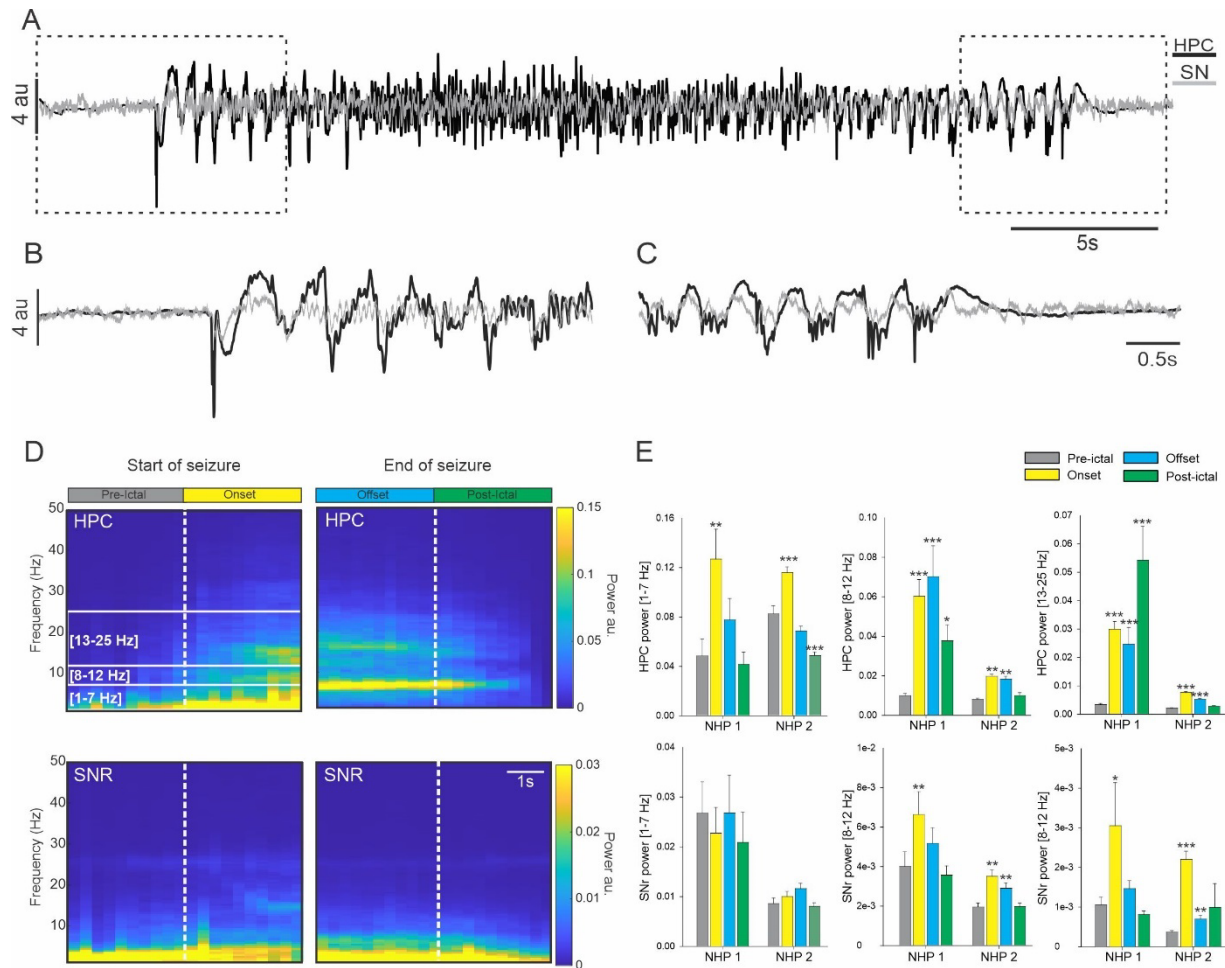 A
HPC
SN
4 au
5s
B
C
4 au
0.5s
D
Start of seizure
End of seizure
Pre-Ictal
Onset
Offset
Post-ictal
HPC
HPC
50
40
30
20
10
Frequency (Hz)
[13-25 Hz]
[8-12 Hz]
[1-7 Hz]
0.15
0.10
0.05
0
Power au.
SNR
SNR
1s
50
40
30
20
10
Frequency (Hz)
0.03
0.02
0.01
0
Power au.
E
Pre-ictal
Offset
Onset
Post-ictal
HPC power [1-7 Hz]
0.16
0.12
0.08
0.04
0.00
**
***
***
NHP 1
NHP 2
HPC power [8-12 Hz]
0.10
0.08
0.06
0.04
0.02
0.00
***
***
*
**
**
NHP 1
NHP 2
HPC power [13-25 Hz]
0.07
0.06
0.05
0.04
0.03
0.02
0.01
0.00
***
***
***
***
***
NHP 1
NHP 2
SNr power [1-7 Hz]
0.04
0.03
0.02
0.01
0.00
NHP 1
NHP 2
SNr power [8-12 Hz]
1e-2
8e-3
6e-3
4e-3
2e-3
0
**
**
**
NHP 1
NHP 2
SNr power [8-12 Hz]
5e-3
4e-3
3e-3
2e-3
1e-3
0
*
***
**
NHP 1
NHP 2